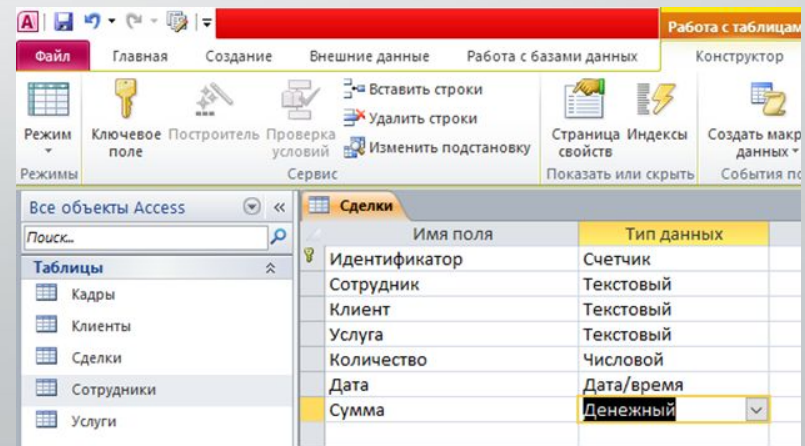 Работа с таблицам
Файл Главная Создание Внешние данные Работа с базами данных Конструктор
Режим
Ключевое поле
Построитель
Проверка условий
Вставить строки
Удалить строки
Изменить подстановку
Страница свойств
Индексы
Создать макр
данных
Режимы Сервис Показать или скрыть События по
Все объекты Access
Поиск...
Таблицы
Кадры
Клиенты
Сделки
Сотрудники
Услуги
Сделки
Имя поля Тип данных
Идентификатор Счетчик
Сотрудник Текстовый
Клиент Текстовый
Услуга Текстовый
Количество Числовой
Дата Дата/время
Сумма Денежный